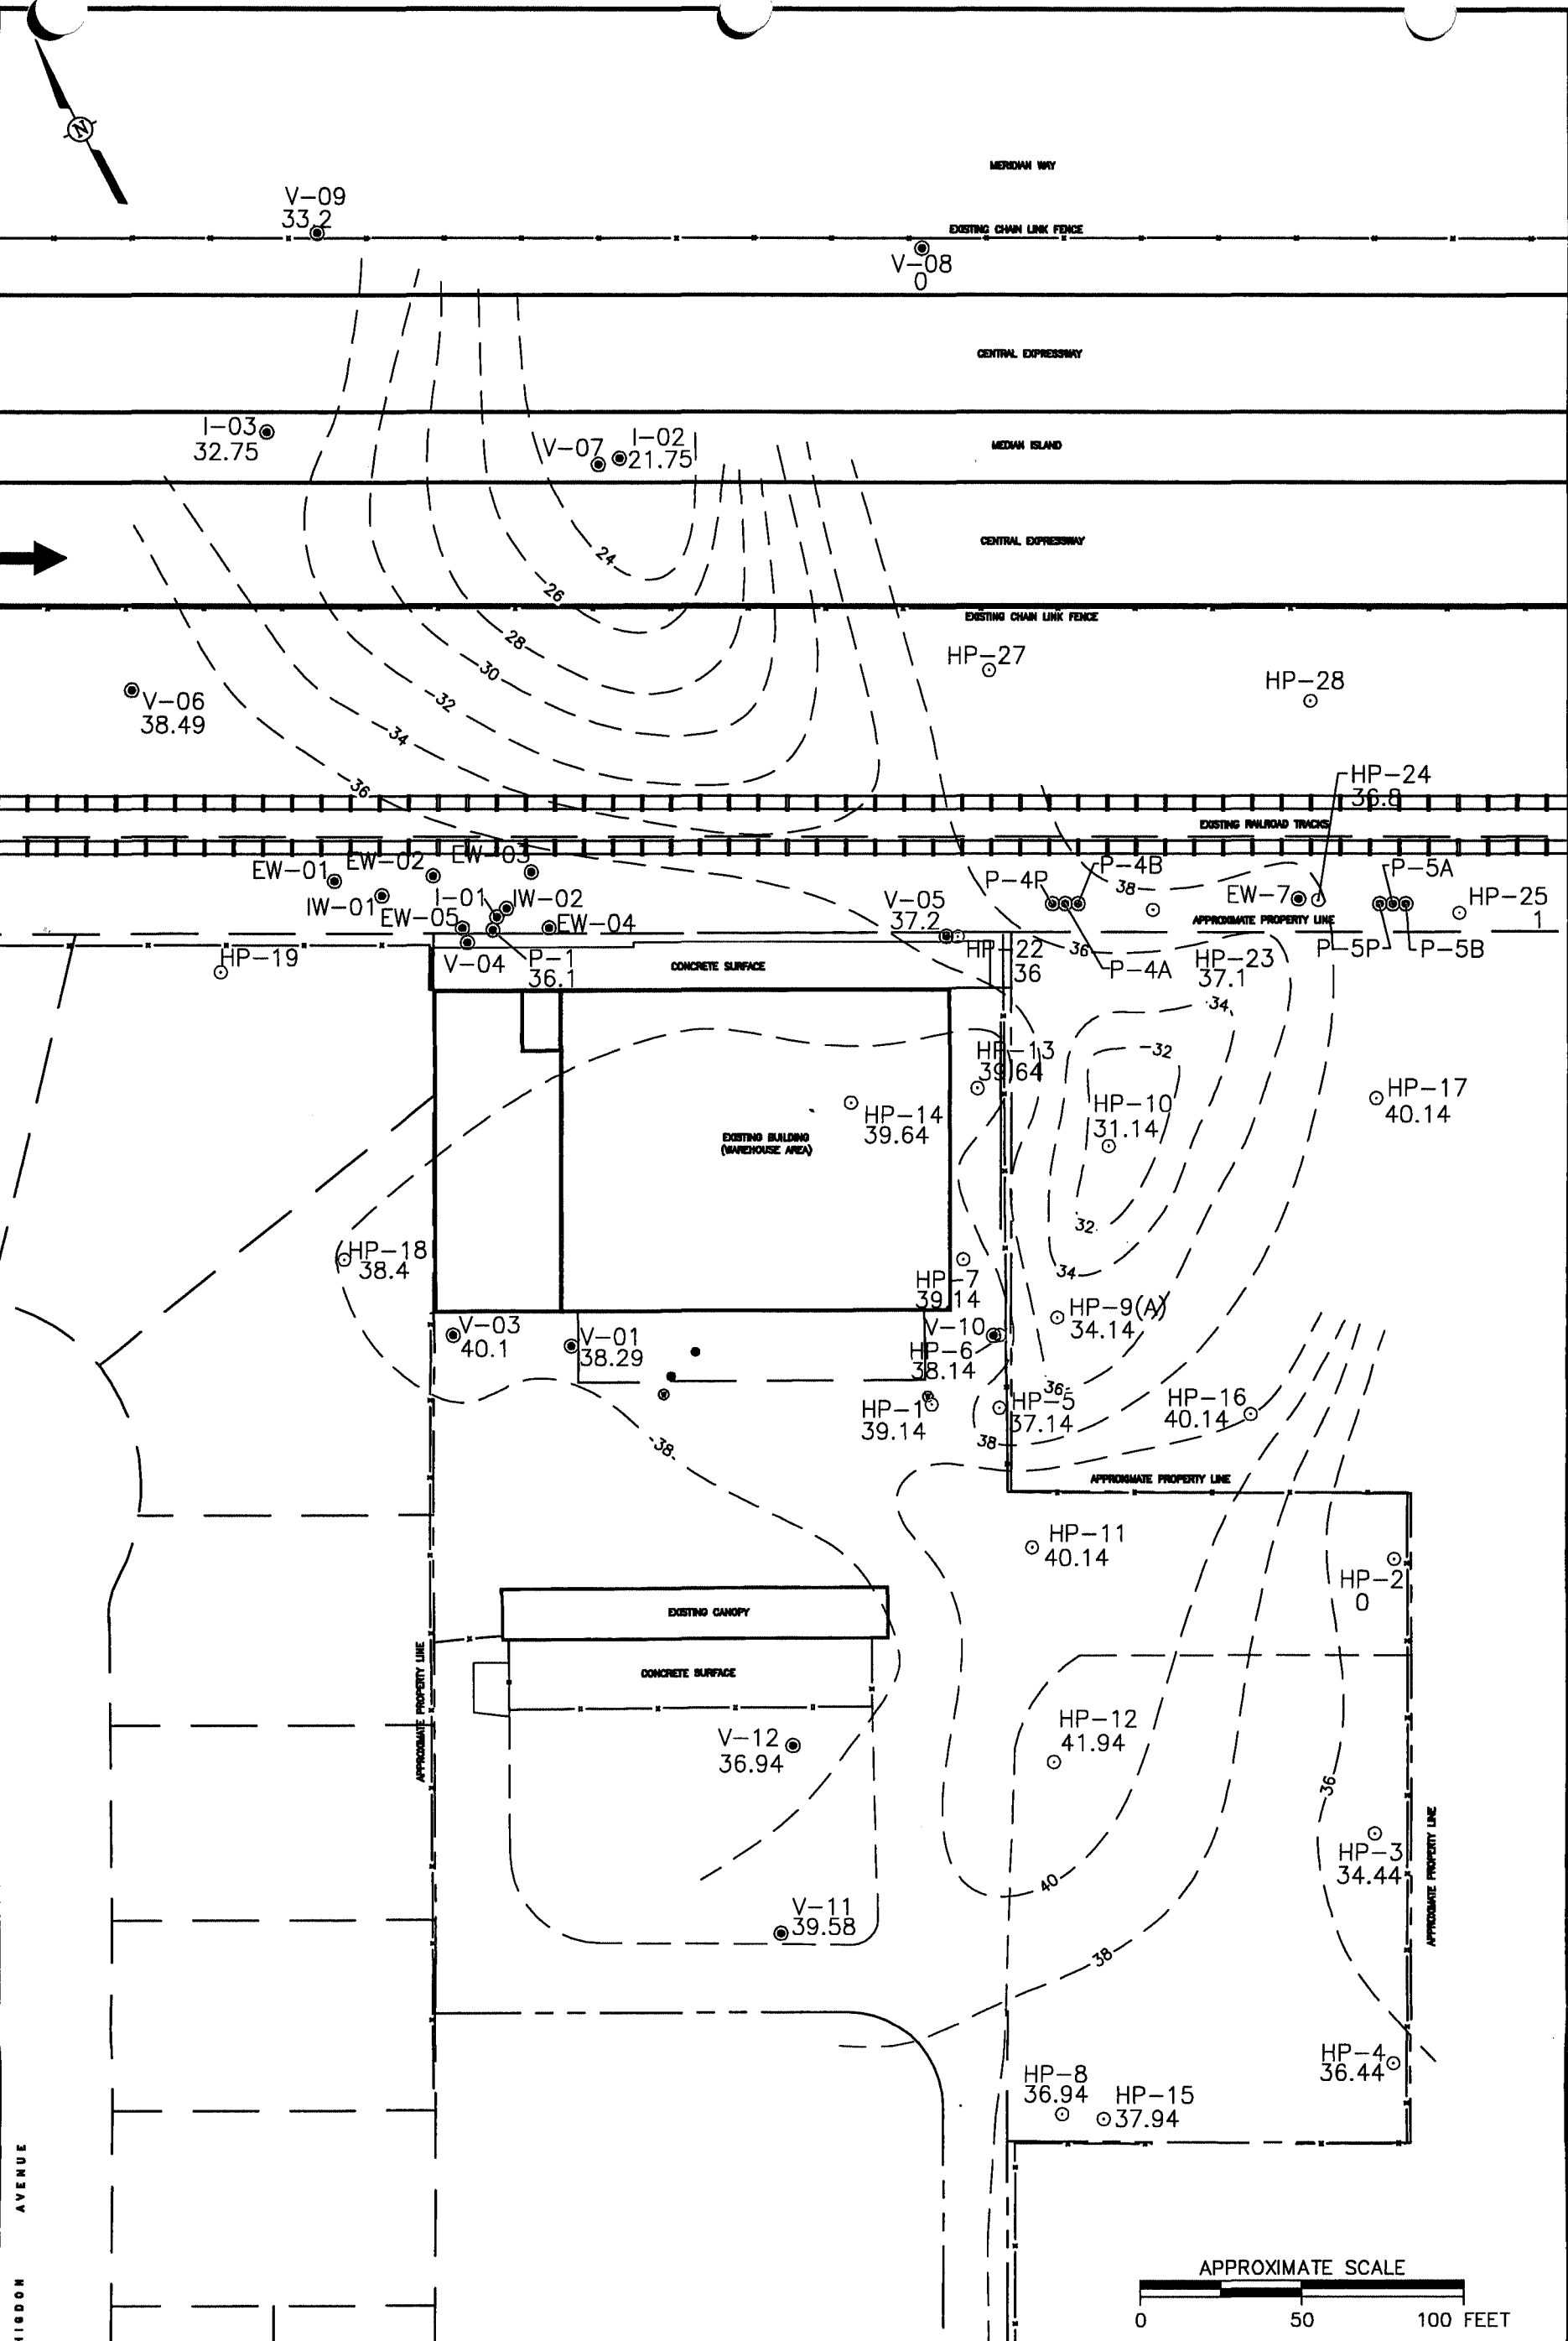 N
MERIDIAN WAY
V-09
33.2
EXISTING CHAIN LINK FENCE
V-08
0
CENTRAL EXPRESSWAY
I-03
32.75
V-07
I-02
21.75
MEDIAN ISLAND
CENTRAL EXPRESSWAY
24
26
28
30
32
34
36
EXISTING CHAIN LINK FENCE
HP-27
HP-28
V-06
38.49
HP-24
36.8
EXISTING RAILROAD TRACKS
EW-01
EW-02
EW-03
IW-01
I-01
IW-02
EW-05
EW-04
V-04
P-1
36.1
V-05
37.2
P-4P
P-4B
38
EW-7
P-5A
HP-25
1
APPROXIMATE PROPERTY LINE
HP-19
CONCRETE SURFACE
HP-22
36
36
P-4A
HP-23
37.1
P-5P
P-5B
34
32
HP-13
39.64
HP-14
39.64
HP-10
31.14
HP-17
40.14
EXISTING BUILDING
(WAREHOUSE AREA)
32
34
HP-18
38.4
HP-7
39.14
HP-9(A)
34.14
V-03
40.1
V-01
38.29
V-10
HP-6
38.14
36
HP-1
39.14
HP-5
37.14
HP-16
40.14
38
38
APPROXIMATE PROPERTY LINE
HP-11
40.14
HP-2
0
EXISTING CANOPY
CONCRETE SURFACE
APPROXIMATE PROPERTY LINE
V-12
36.94
HP-12
41.94
36
HP-3
34.44
APPROXIMATE PROPERTY LINE
40
V-11
39.58
38
HP-4
36.44
HP-8
36.94
HP-15
37.94
HIGDON AVENUE
APPROXIMATE SCALE
0 50 100 FEET